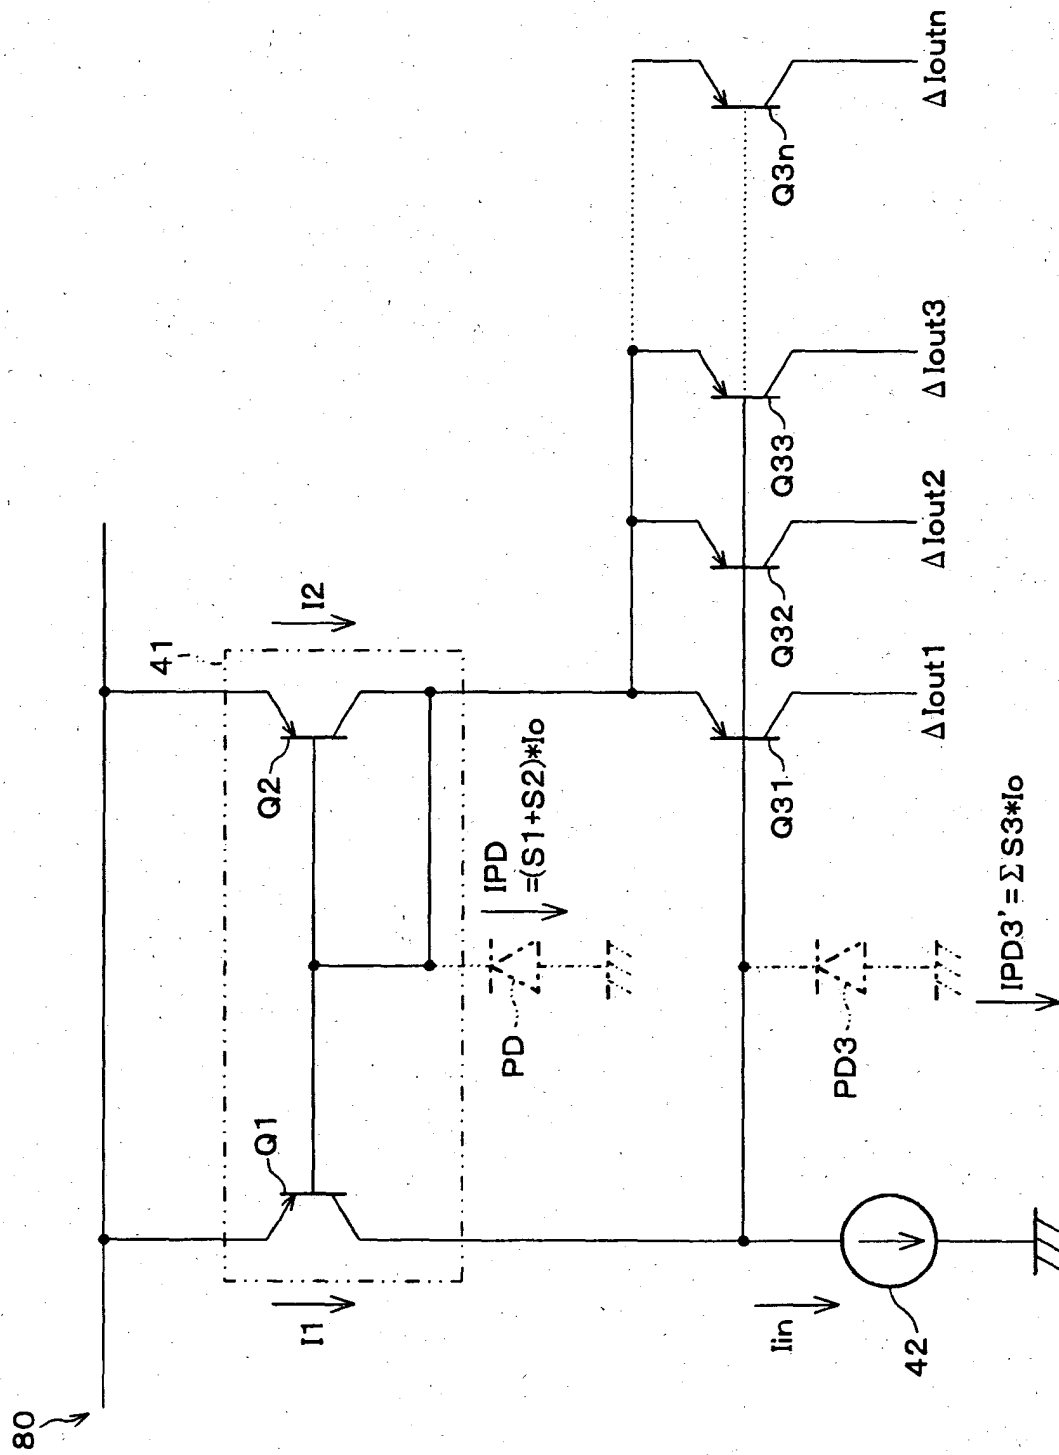 80
41
I1
I2
Q1
Q2
PD
IPD
=(S1+S2)*Io
Iin
42
PD3
IPD3'=ΣS3*Io
Q31
Q32
Q33
Q3n
ΔIout1
ΔIout2
ΔIout3
ΔIoutn